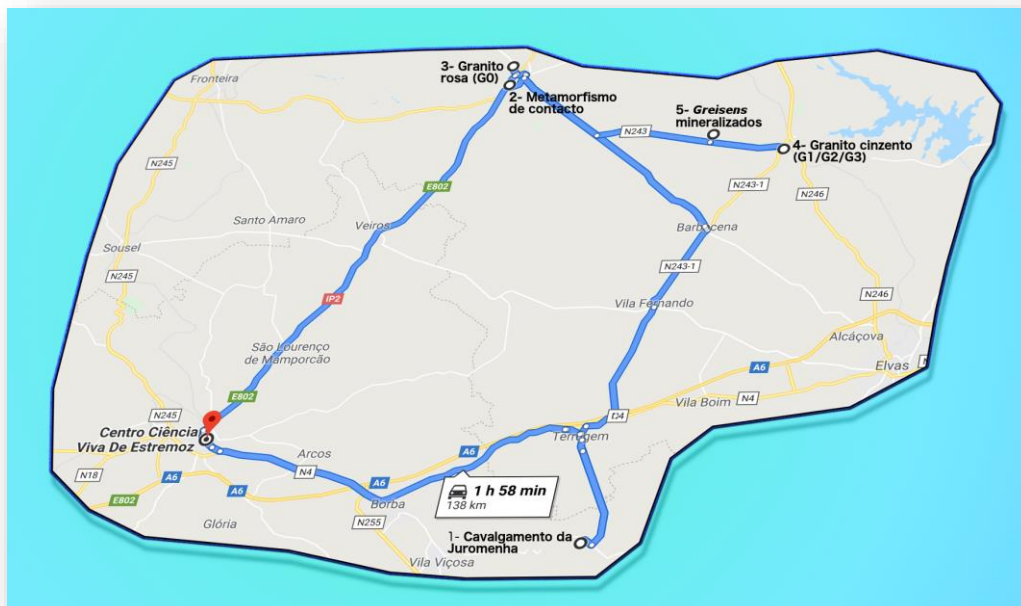 3- Granito
rosa (G0)
Fronteira
2- Metamorfismo
de contacto
5- Greisens
mineralizados
N243
4- Granito cinzento
(G1/G2/G3)
N245
E802
N243-1
N246
Santo Amaro
Veiros
Barbacena
Sousel
N245
N243-1
IP2
Vila Fernando
N246
São Lourenço
de Mamporcão
Alcáçova
A6
Elvas
E802
N4
Vila Boim
N245
Terrugem
Centro Ciência
Viva De Estremoz
Arcos
A6
N4
N18
A6
A6
A6
1 h 58 min
138 km
E802
Borba
Glória
N255
1- Cavalgamento da
Juromenha
Vila Viçosa